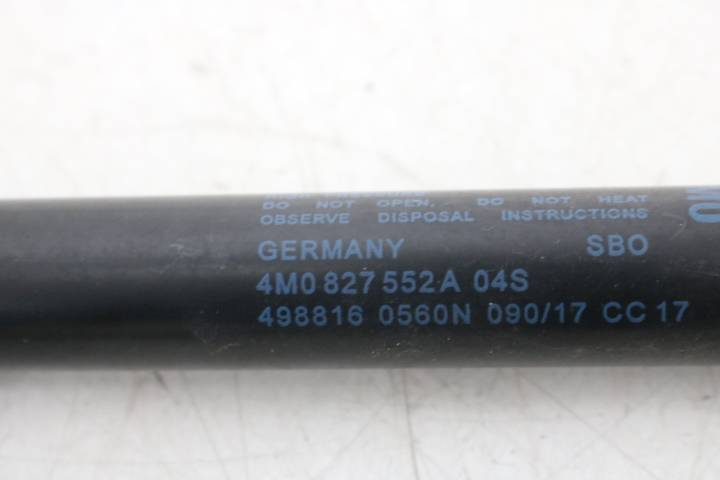 DO NOT OPEN, DO NOT HEAT
OBSERVE DISPOSAL INSTRUCTIONS
GERMANY SBO
4M0 827 552A 04S
498816 0560N 090/17 CC 17